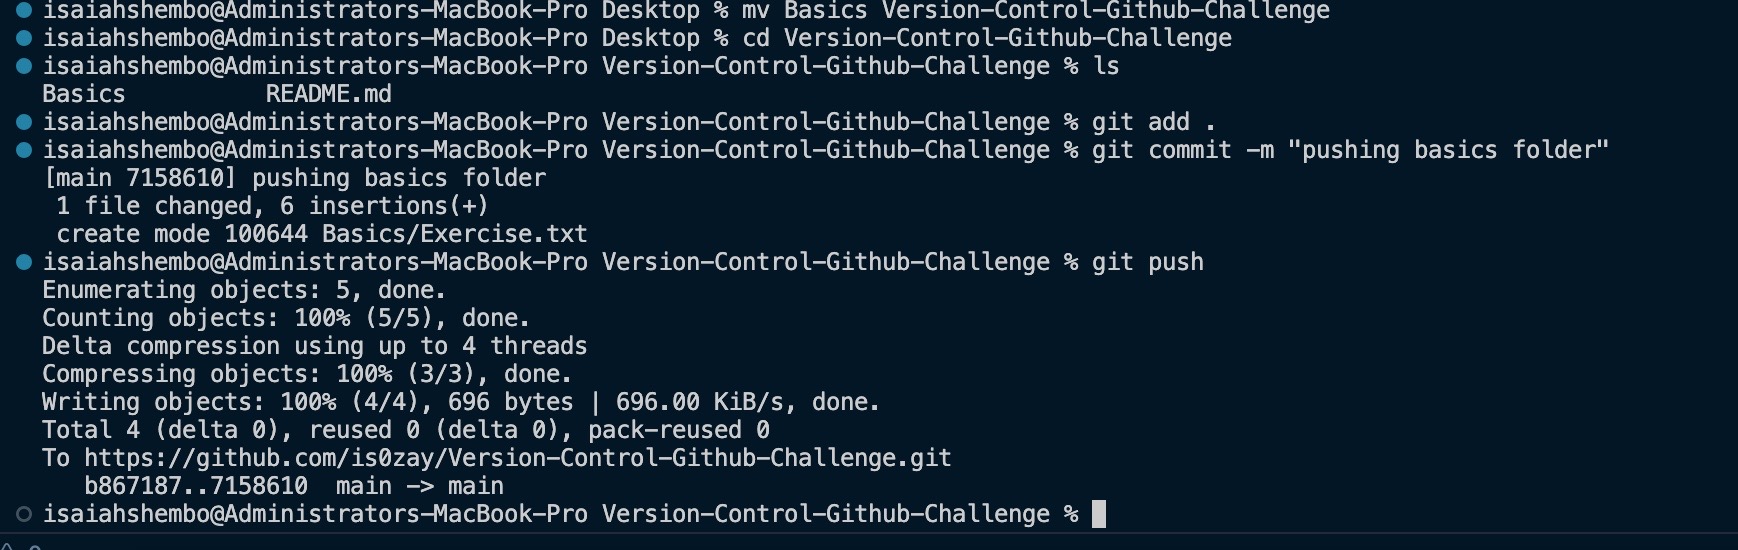 isaiahshembo@Administrators-MacBook-Pro Desktop % mv Basics Version-Control-Github-Challenge
isaiahshembo@Administrators-MacBook-Pro Desktop % cd Version-Control-Github-Challenge
isaiahshembo@Administrators-MacBook-Pro Version-Control-Github-Challenge % ls
Basics          README.md
isaiahshembo@Administrators-MacBook-Pro Version-Control-Github-Challenge % git add .
isaiahshembo@Administrators-MacBook-Pro Version-Control-Github-Challenge % git commit -m "pushing basics folder"
[main 7158610] pushing basics folder
 1 file changed, 6 insertions(+)
 create mode 100644 Basics/Exercise.txt
isaiahshembo@Administrators-MacBook-Pro Version-Control-Github-Challenge % git push
Enumerating objects: 5, done.
Counting objects: 100% (5/5), done.
Delta compression using up to 4 threads
Compressing objects: 100% (3/3), done.
Writing objects: 100% (4/4), 696 bytes | 696.00 KiB/s, done.
Total 4 (delta 0), reused 0 (delta 0), pack-reused 0
To https://github.com/is0zay/Version-Control-Github-Challenge.git
   b867187..7158610  main -> main
isaiahshembo@Administrators-MacBook-Pro Version-Control-Github-Challenge %